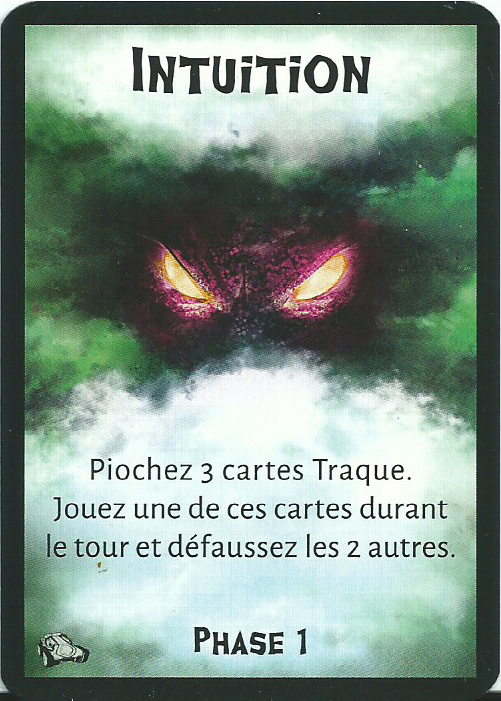 Intuition
Piochez 3 cartes Traque.
Jouez une de ces cartes durant
le tour et défaussez les 2 autres.
Phase 1